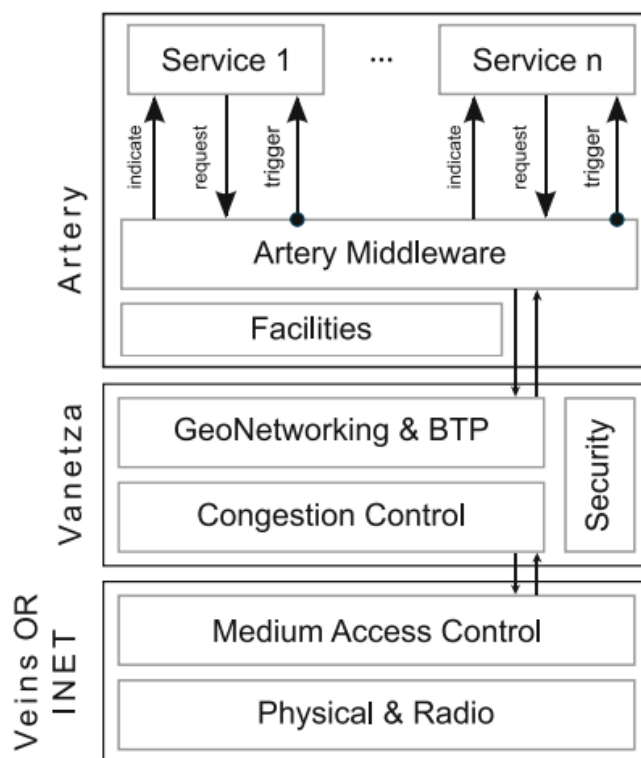 Service 1
...
Service n
indicate
request
trigger
indicate
request
trigger
Artery
Artery Middleware
Facilities
Vanetza
GeoNetworking & BTP
Congestion Control
Security
Veins OR
INET
Medium Access Control
Physical & Radio